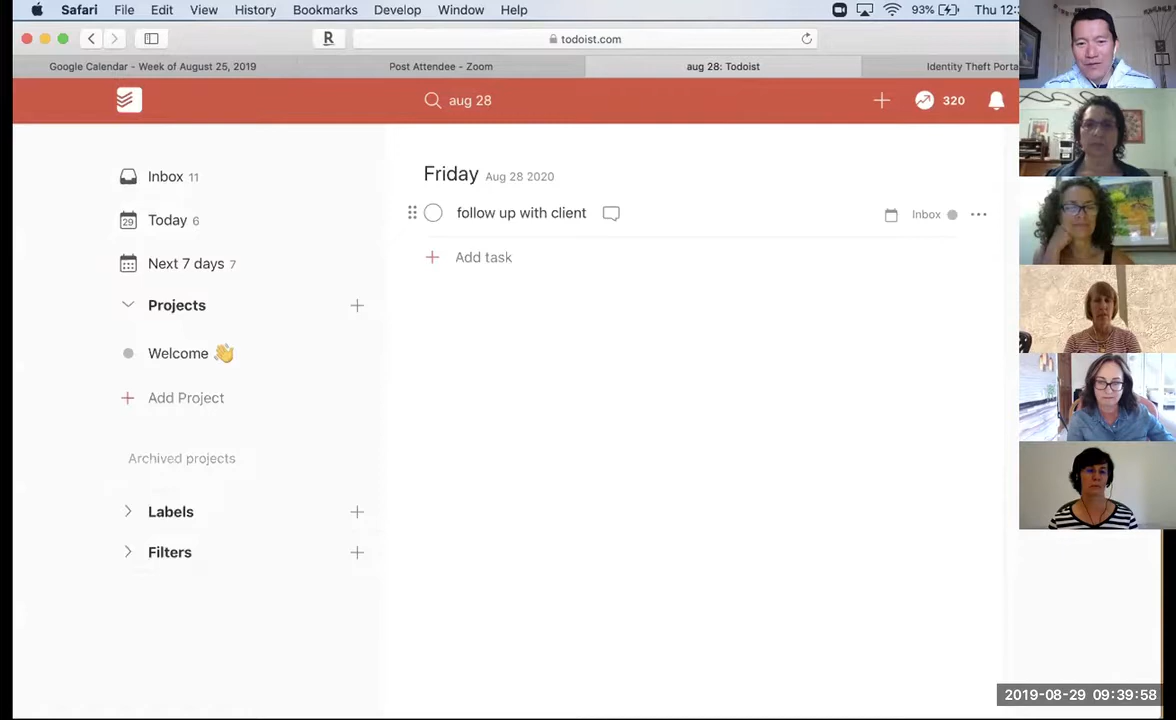 Safari File Edit View History Bookmarks Develop Window Help 93% Thu 12:3
R todoist.com
Google Calendar - Week of August 25, 2019 Post Attendee - Zoom aug 28: Todoist Identity Theft Porta
aug 28 320
Inbox 11
29 Today 6
Next 7 days 7
Projects
Welcome 👋
Add Project
Archived projects
Labels
Filters
Friday Aug 28 2020
follow up with client Inbox
Add task
2019-08-29 09:39:58